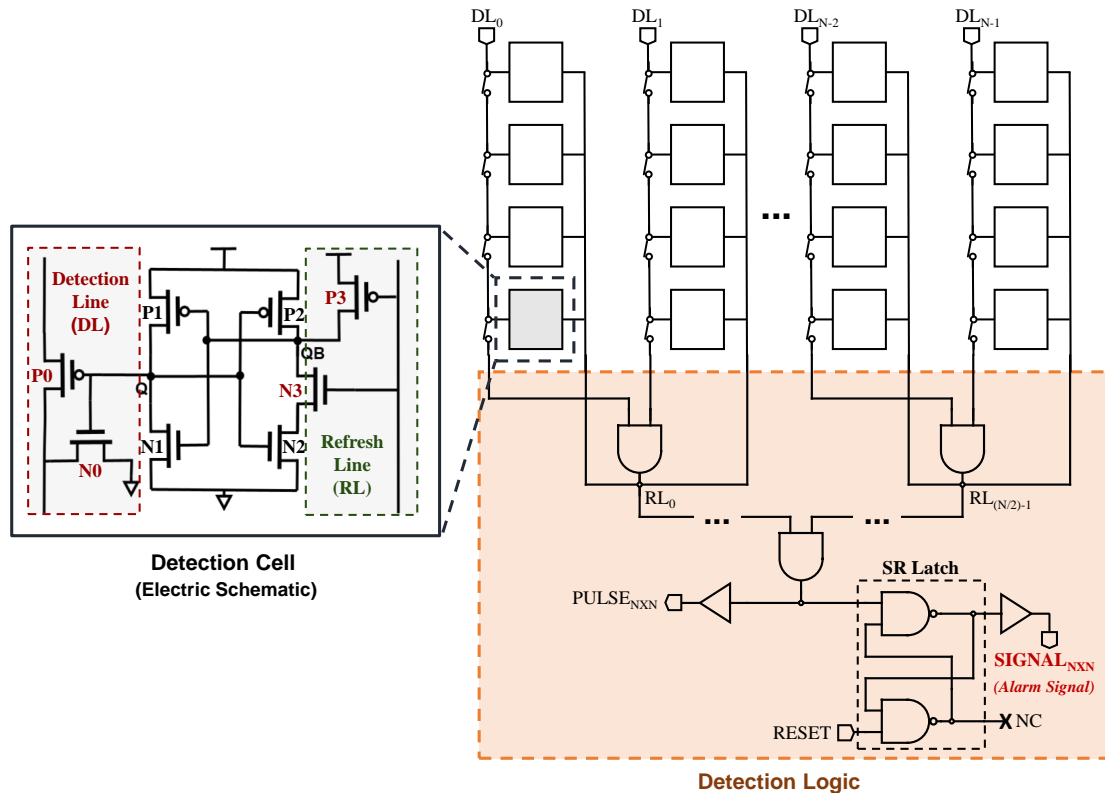 DL0
DL1
DLN-2
DLN-1
...
Detection
Line
(DL)
P0
N0
P1
P2
P3
Q
QB
N1
N2
N3
Refresh
Line
(RL)
Detection Cell
(Electric Schematic)
RL0
RL(N/2)-1
...
...
SR Latch
PULSENXN
SIGNALNXN
(Alarm Signal)
RESET
NC
Detection Logic